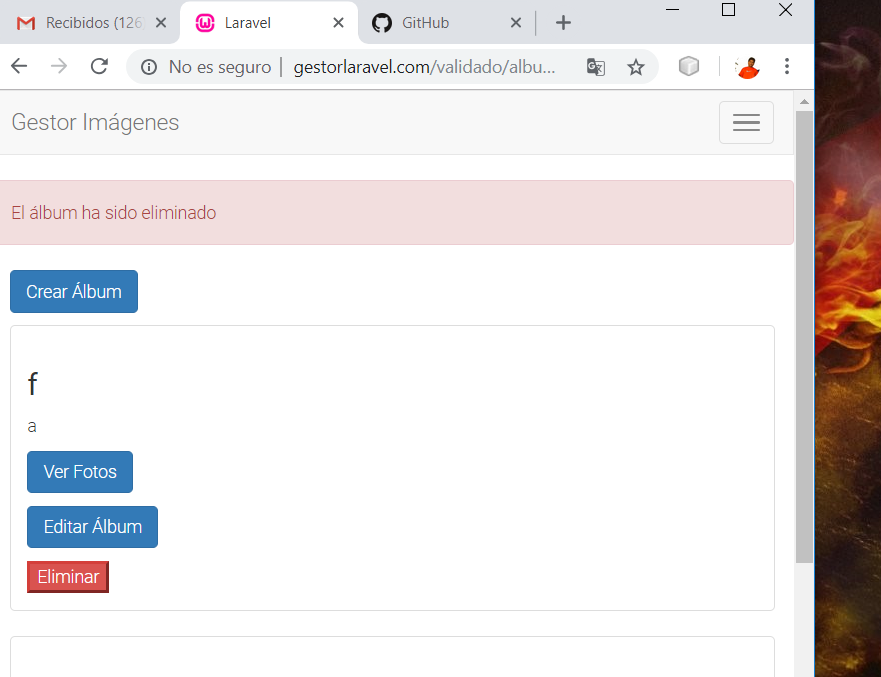 Recibidos (126
Laravel
GitHub
No es seguro | gestorlaravel.com/validado/albu...
Gestor Imágenes
El álbum ha sido eliminado
Crear Álbum
f
a
Ver Fotos
Editar Álbum
Eliminar